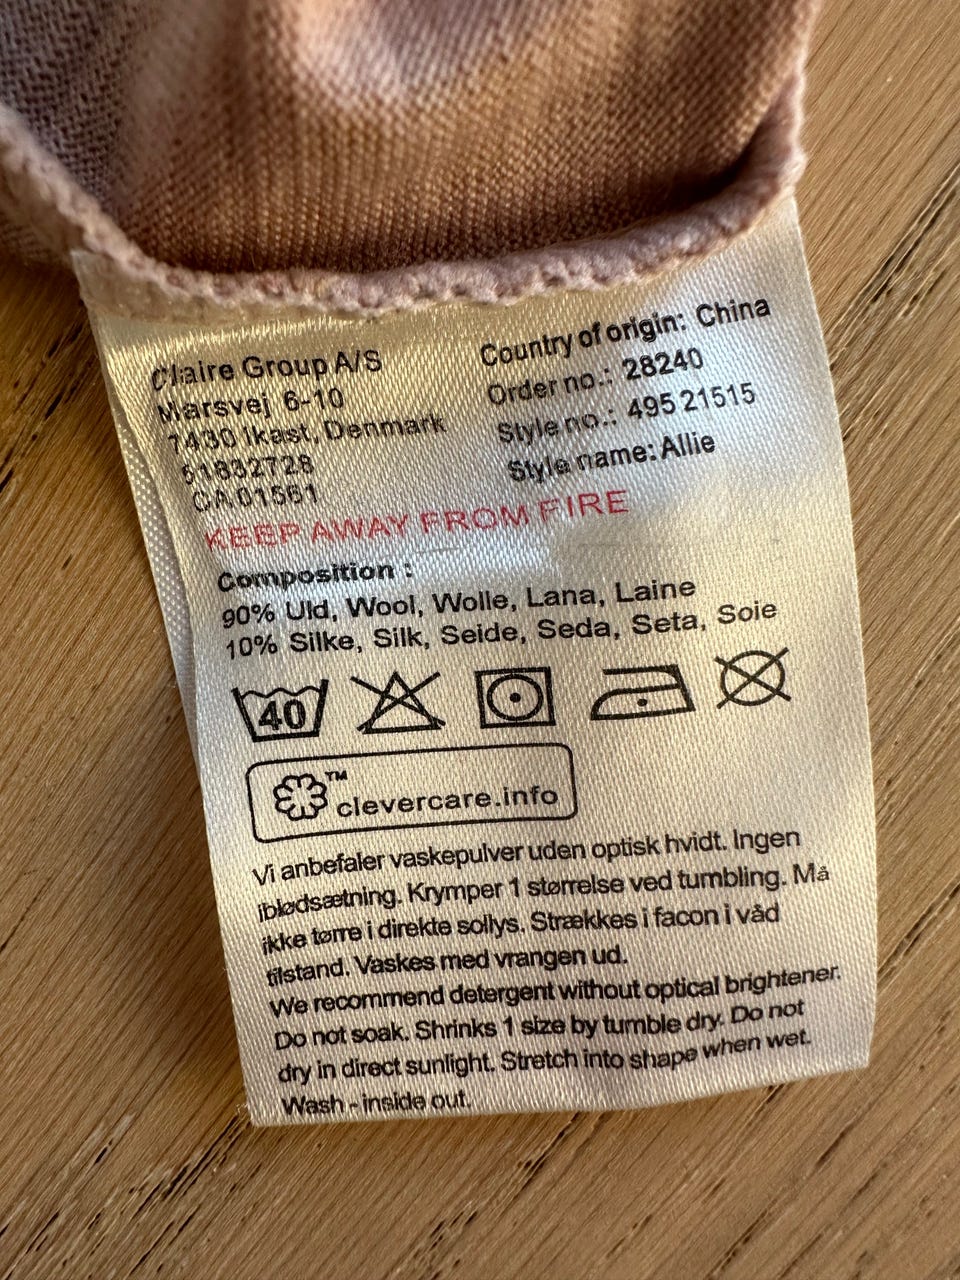 Claire Group A/S
Marsvej 6-10
7430 Ikast, Denmark
51832728
CA01561
Country of origin: China
Order no.: 28240
Style no.: 495 21515
Style name: Allie
KEEP AWAY FROM FIRE
Composition :
90% Uld, Wool, Wolle, Lana, Laine
10% Silke, Silk, Seide, Seda, Seta, Soie
40
TM
clevercare.info
Vi anbefaler vaskepulver uden optisk hvidt. Ingen
iblødsætning. Krymper 1 størrelse ved tumbling. Må
ikke tørre i direkte sollys. Strækkes i facon i våd
tilstand. Vaskes med vrangen ud.
We recommend detergent without optical brightener.
Do not soak. Shrinks 1 size by tumble dry. Do not
dry in direct sunlight. Stretch into shape when wet.
Wash - inside out.